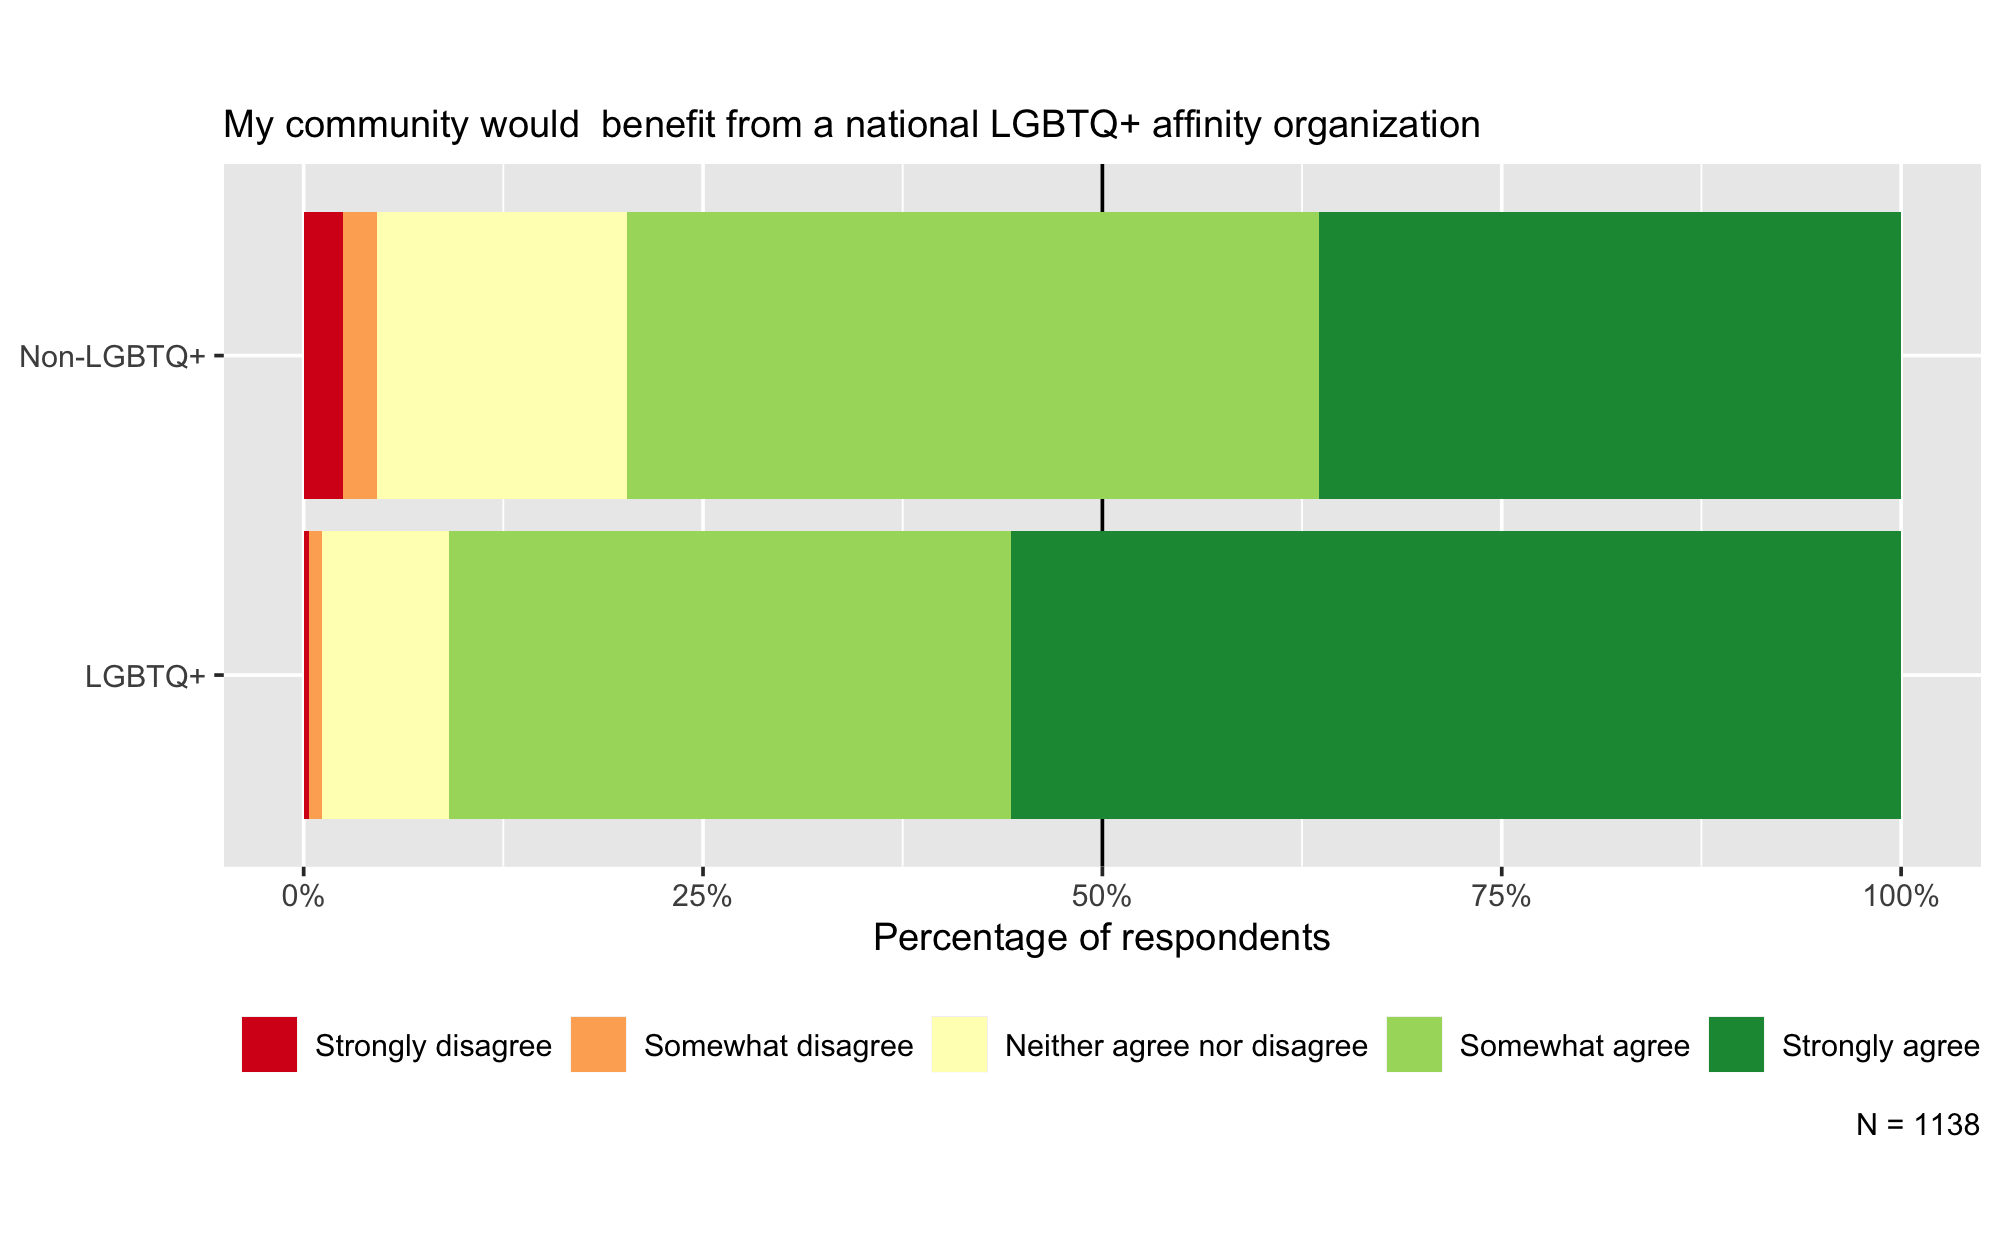 My community would  benefit from a national LGBTQ+ affinity organization
Non-LGBTQ+
LGBTQ+
0% 25% 50% 75% 100%
Percentage of respondents
Strongly disagree Somewhat disagree Neither agree nor disagree Somewhat agree Strongly agree
N = 1138